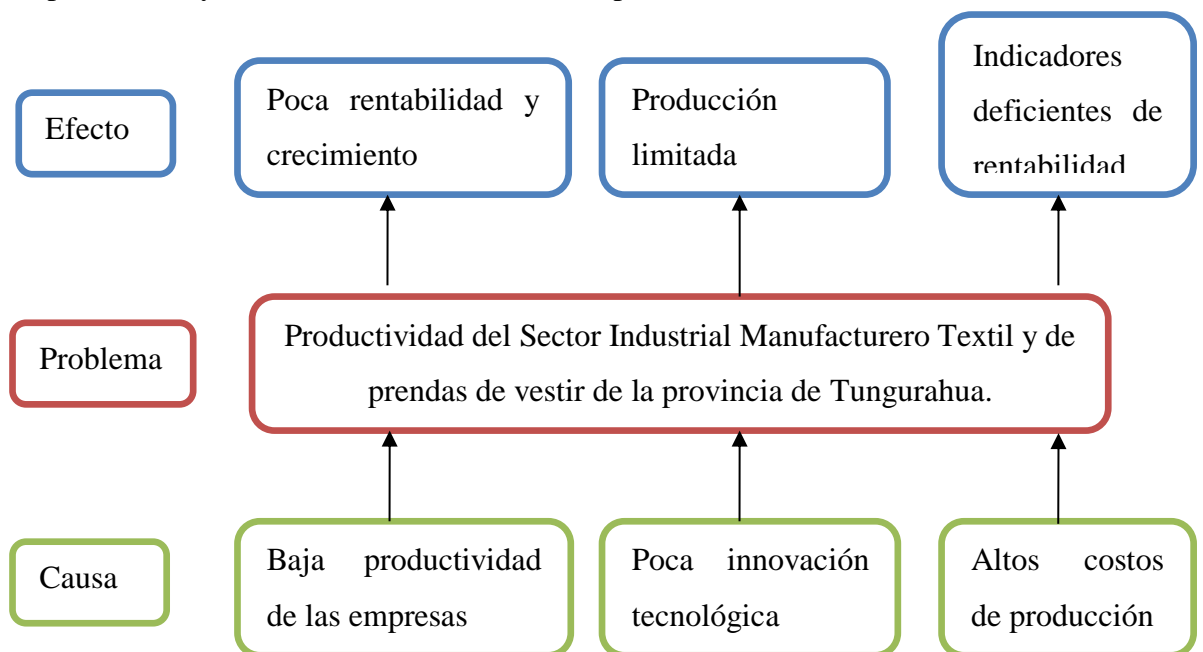 Indicadores
deficientes de
rentabilidad
Efecto
Poca rentabilidad y
crecimiento
Producción
limitada
Problema
Productividad del Sector Industrial Manufacturero Textil y de
prendas de vestir de la provincia de Tungurahua.
Causa
Baja productividad
de las empresas
Poca innovación
tecnológica
Altos costos
de producción